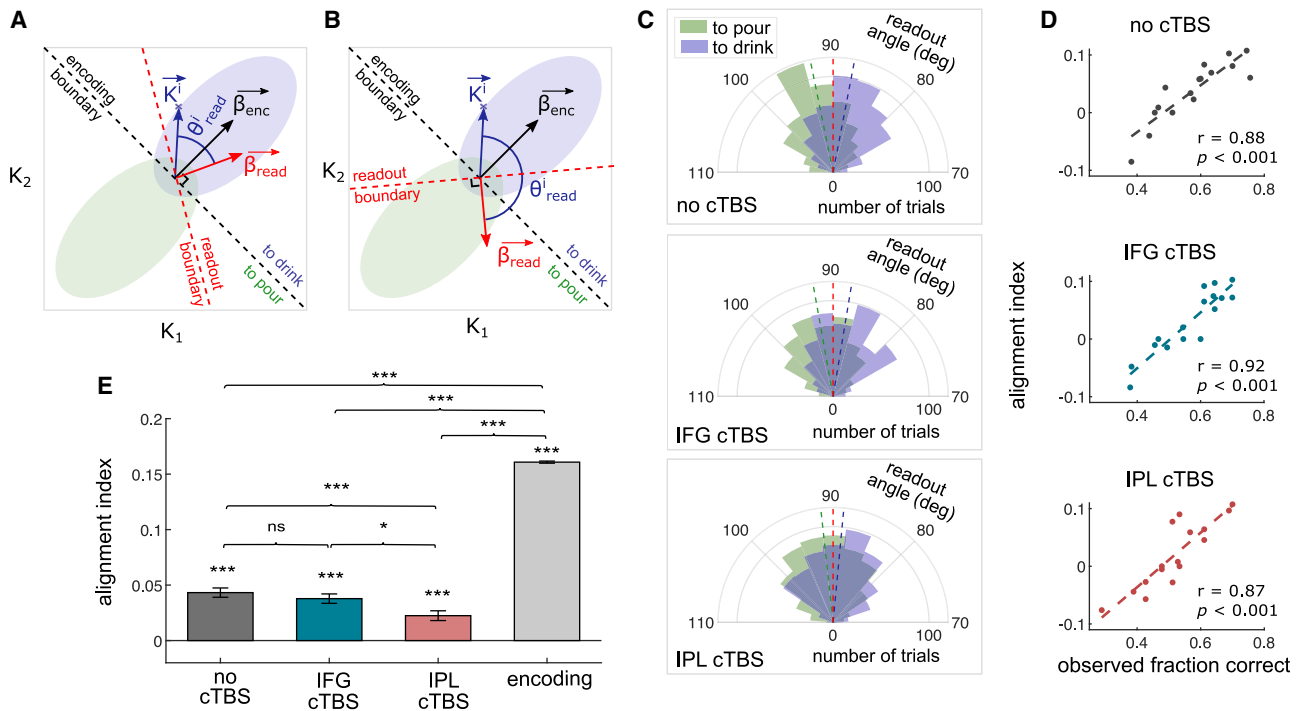 A
encoding
boundary
K⃗ⁱ
θⁱread
β⃗enc
β⃗read
K₂
readout
boundary
to drink
to pour
K₁
B
encoding
boundary
K⃗ⁱ
β⃗enc
K₂
readout
boundary
θⁱread
β⃗read
to drink
to pour
K₁
C
to pour
to drink
readout
angle (deg)
90
100
80
110
0
100
70
no cTBS
number of trials
readout
angle (deg)
90
100
80
110
0
100
70
IFG cTBS
number of trials
readout
angle (deg)
90
100
80
110
0
100
70
IPL cTBS
number of trials
D
no cTBS
0.1
0
-0.1
r = 0.88
p < 0.001
0.4
0.6
0.8
IFG cTBS
alignment index
0.1
0
-0.1
r = 0.92
p < 0.001
0.4
0.6
0.8
IPL cTBS
0.1
0
-0.1
r = 0.87
p < 0.001
0.4
0.6
0.8
observed fraction correct
E
alignment index
0.2
0.15
0.1
0.05
0
***
***
***
***
***
ns
*
***
***
***
no
cTBS
IFG
cTBS
IPL
cTBS
encoding